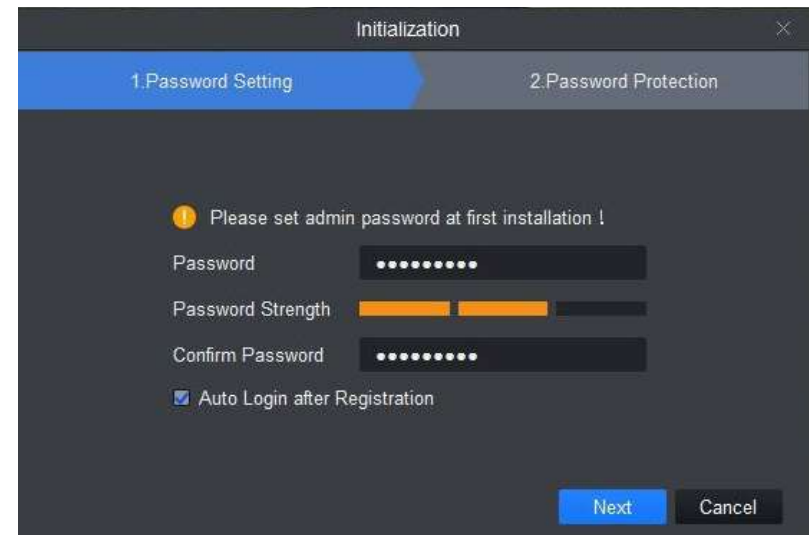 Initialization
1.Password Setting
2.Password Protection
Please set admin password at first installation !
Password
●●●●●●●●●
Password Strength
Confirm Password
●●●●●●●●●
Auto Login after Registration
Next
Cancel